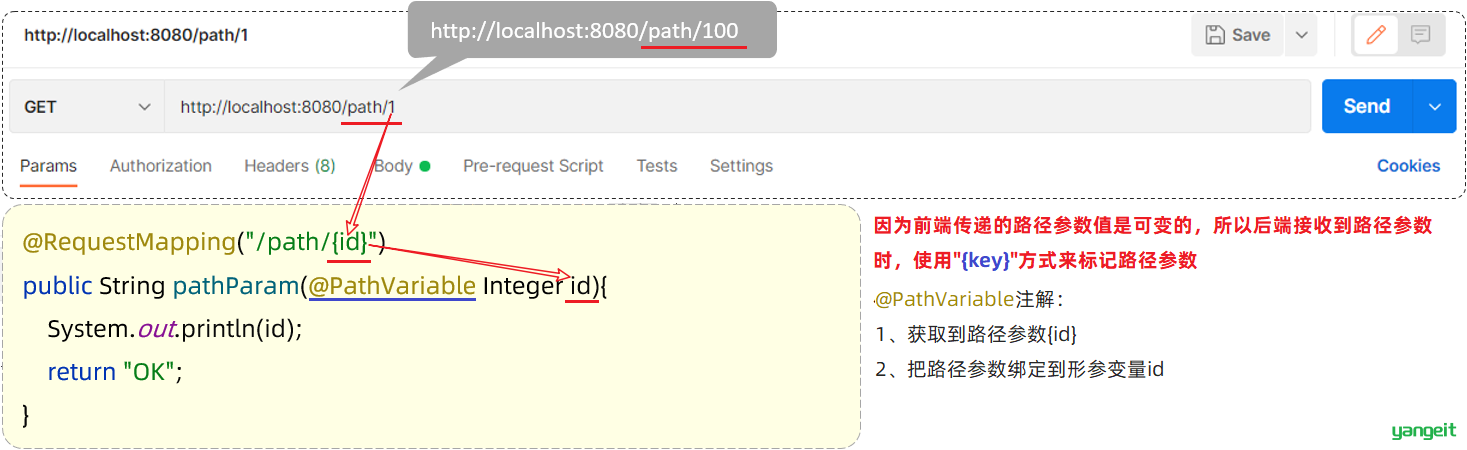 http://localhost:8080/path/1
http://localhost:8080/path/100
Save
GET
http://localhost:8080/path/1
Send
Params Authorization Headers (8) Body Pre-request Script Tests Settings Cookies
@RequestMapping("/path/{id}")
public String pathParam(@PathVariable Integer id){
System.out.println(id);
return "OK";
}
因为前端传递的路径参数值是可变的，所以后端接收到路径参数
时，使用"{key}"方式来标记路径参数
@PathVariable注解：
1、获取到路径参数{id}
2、把路径参数绑定到形参变量id
yangeit